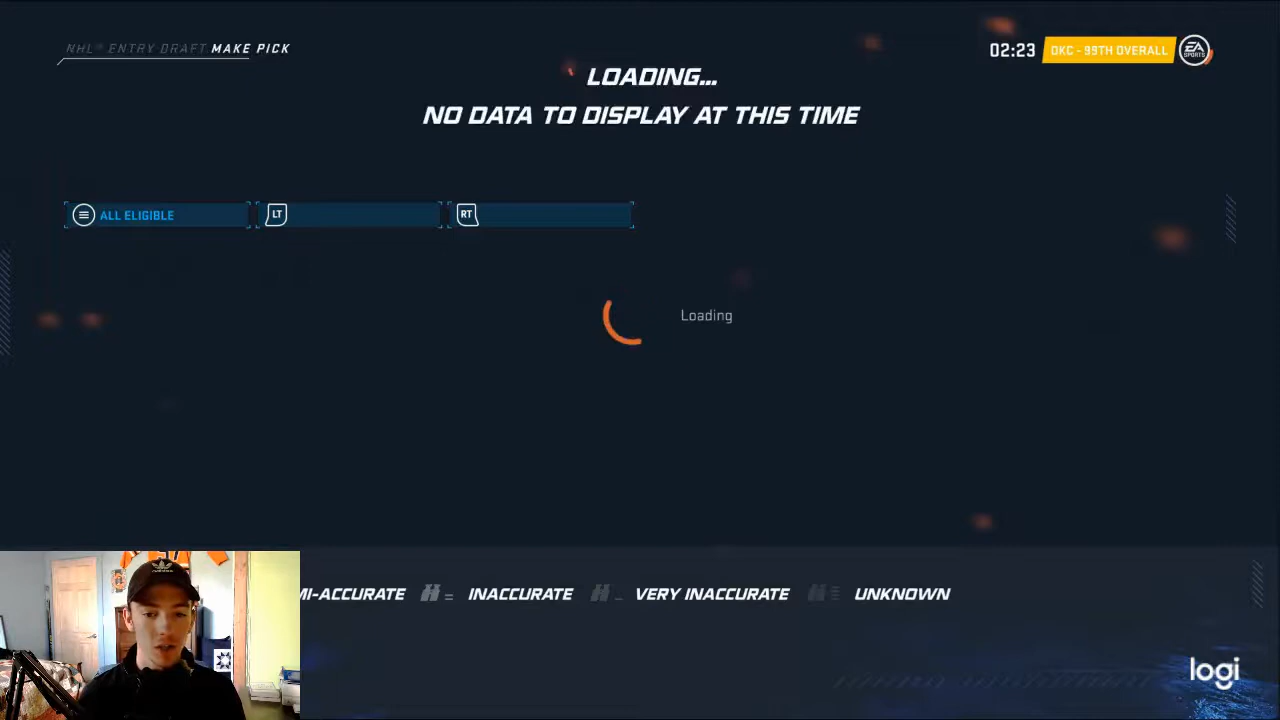 NHL® ENTRY DRAFT MAKE PICK
02:23 OKC - 99TH OVERALL EA SPORTS
LOADING...
NO DATA TO DISPLAY AT THIS TIME
ALL ELIGIBLE LT RT
Loading
97
MI-ACCURATE INACCURATE VERY INACCURATE UNKNOWN
logi